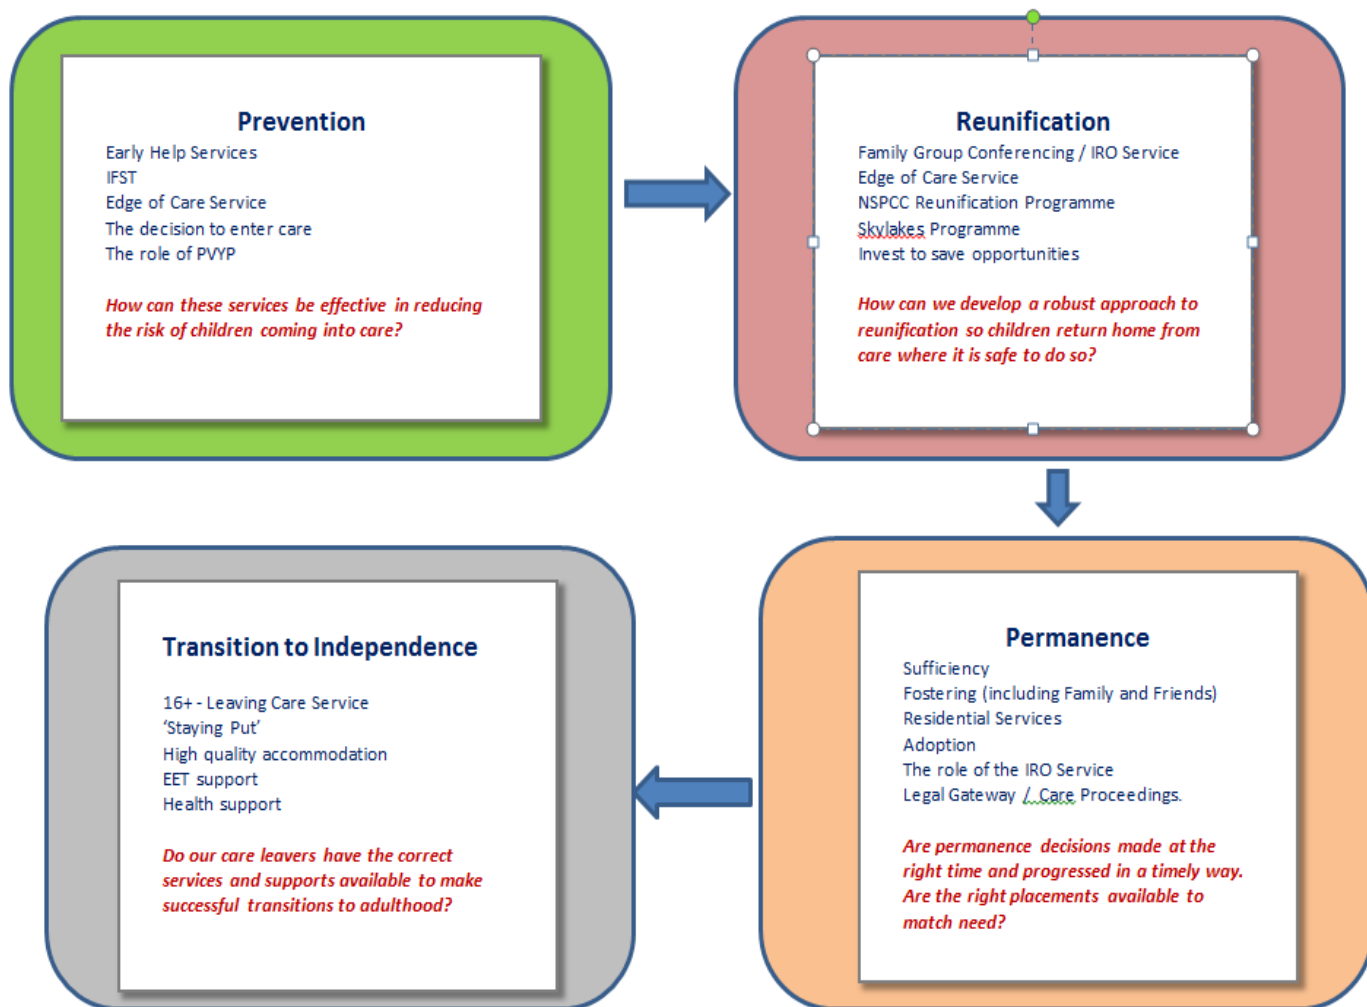 Prevention
Early Help Services
IFST
Edge of Care Service
The decision to enter care
The role of PVYP
How can these services be effective in reducing
the risk of children coming into care?
Reunification
Family Group Conferencing / IRO Service
Edge of Care Service
NSPCC Reunification Programme
Skylakes Programme
Invest to save opportunities
How can we develop a robust approach to
reunification so children return home from
care where it is safe to do so?
Permanence
Sufficiency
Fostering (including Family and Friends)
Residential Services
Adoption
The role of the IRO Service
Legal Gateway / Care Proceedings.
Are permanence decisions made at the
right time and progressed in a timely way.
Are the right placements available to
match need?
Transition to Independence
16+ - Leaving Care Service
‘Staying Put’
High quality accommodation
EET support
Health support
Do our care leavers have the correct
services and supports available to make
successful transitions to adulthood?